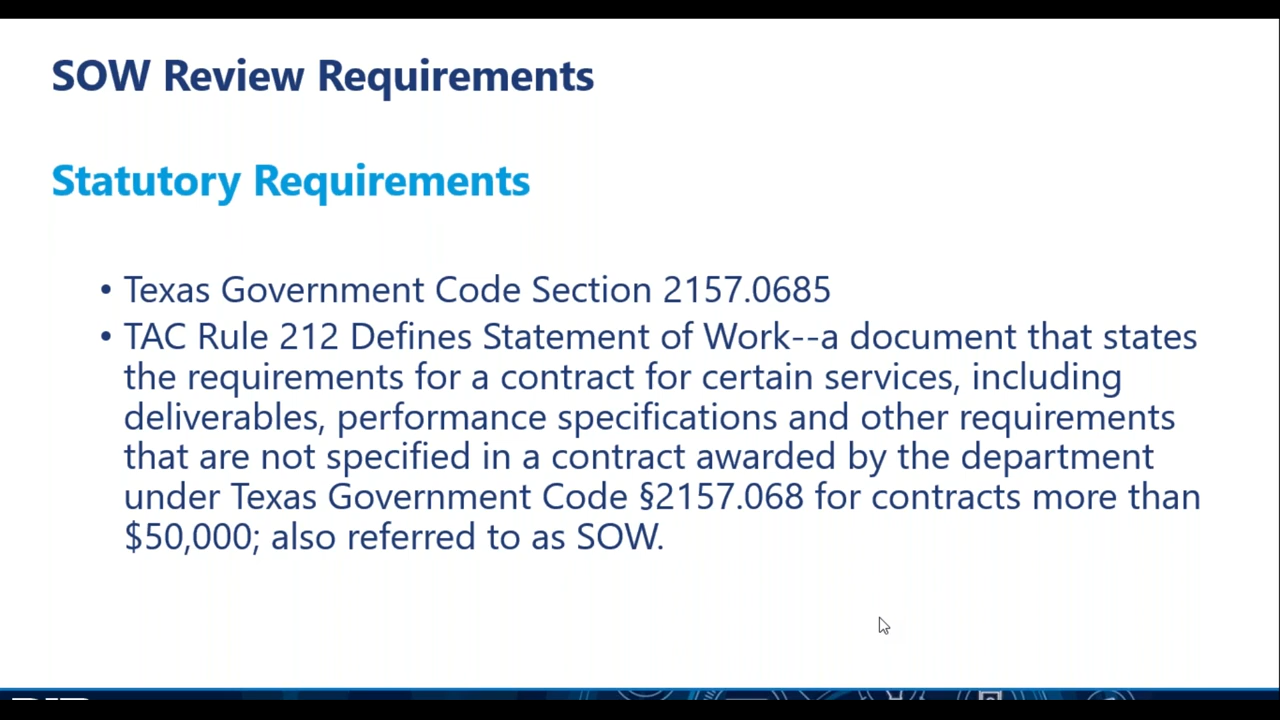 SOW Review Requirements
Statutory Requirements
• Texas Government Code Section 2157.0685
• TAC Rule 212 Defines Statement of Work--a document that states
the requirements for a contract for certain services, including
deliverables, performance specifications and other requirements
that are not specified in a contract awarded by the department
under Texas Government Code §2157.068 for contracts more than
$50,000; also referred to as SOW.